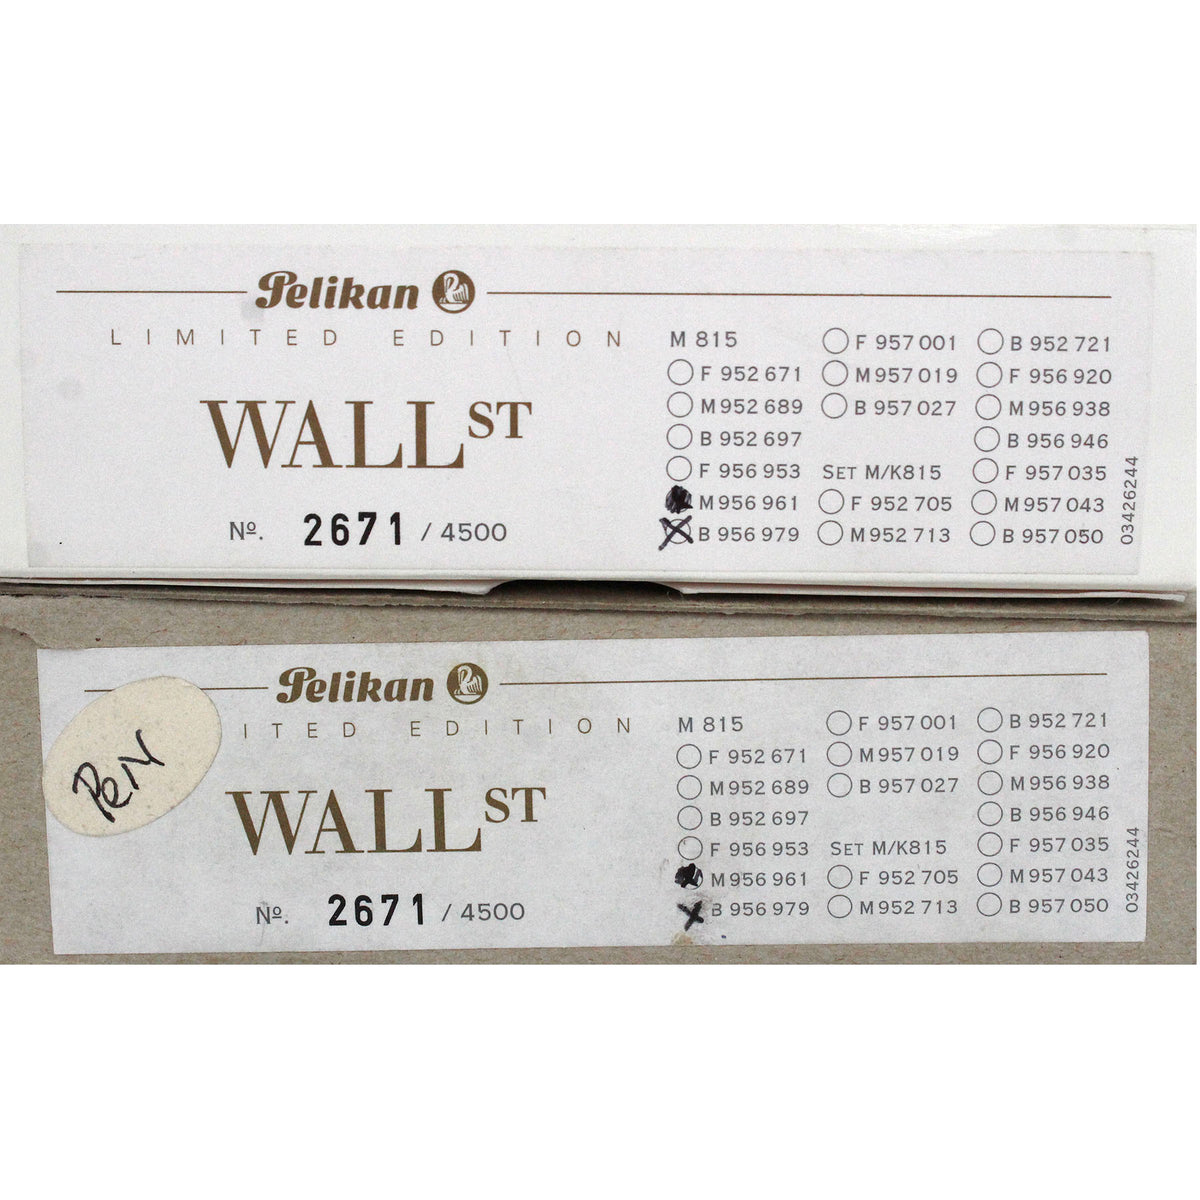 Pelikan
LIMITED EDITION
WALL ST
Nº. 2671 / 4500
M 815
F 952 671
M 952 689
B 952 697
F 956 953
M 956 961
B 956 979
F 957 001
M 957 019
B 957 027
SET M/K815
F 952 705
M 952 713
B 952 721
F 956 920
M 956 938
B 956 946
F 957 035
M 957 043
B 957 050
03426244
Pelikan
ITED EDITION
PeN
WALL ST
Nº. 2671 / 4500
M 815
F 952 671
M 952 689
B 952 697
F 956 953
M 956 961
B 956 979
F 957 001
M 957 019
B 957 027
SET M/K815
F 952 705
M 952 713
B 952 721
F 956 920
M 956 938
B 956 946
F 957 035
M 957 043
B 957 050
03426244